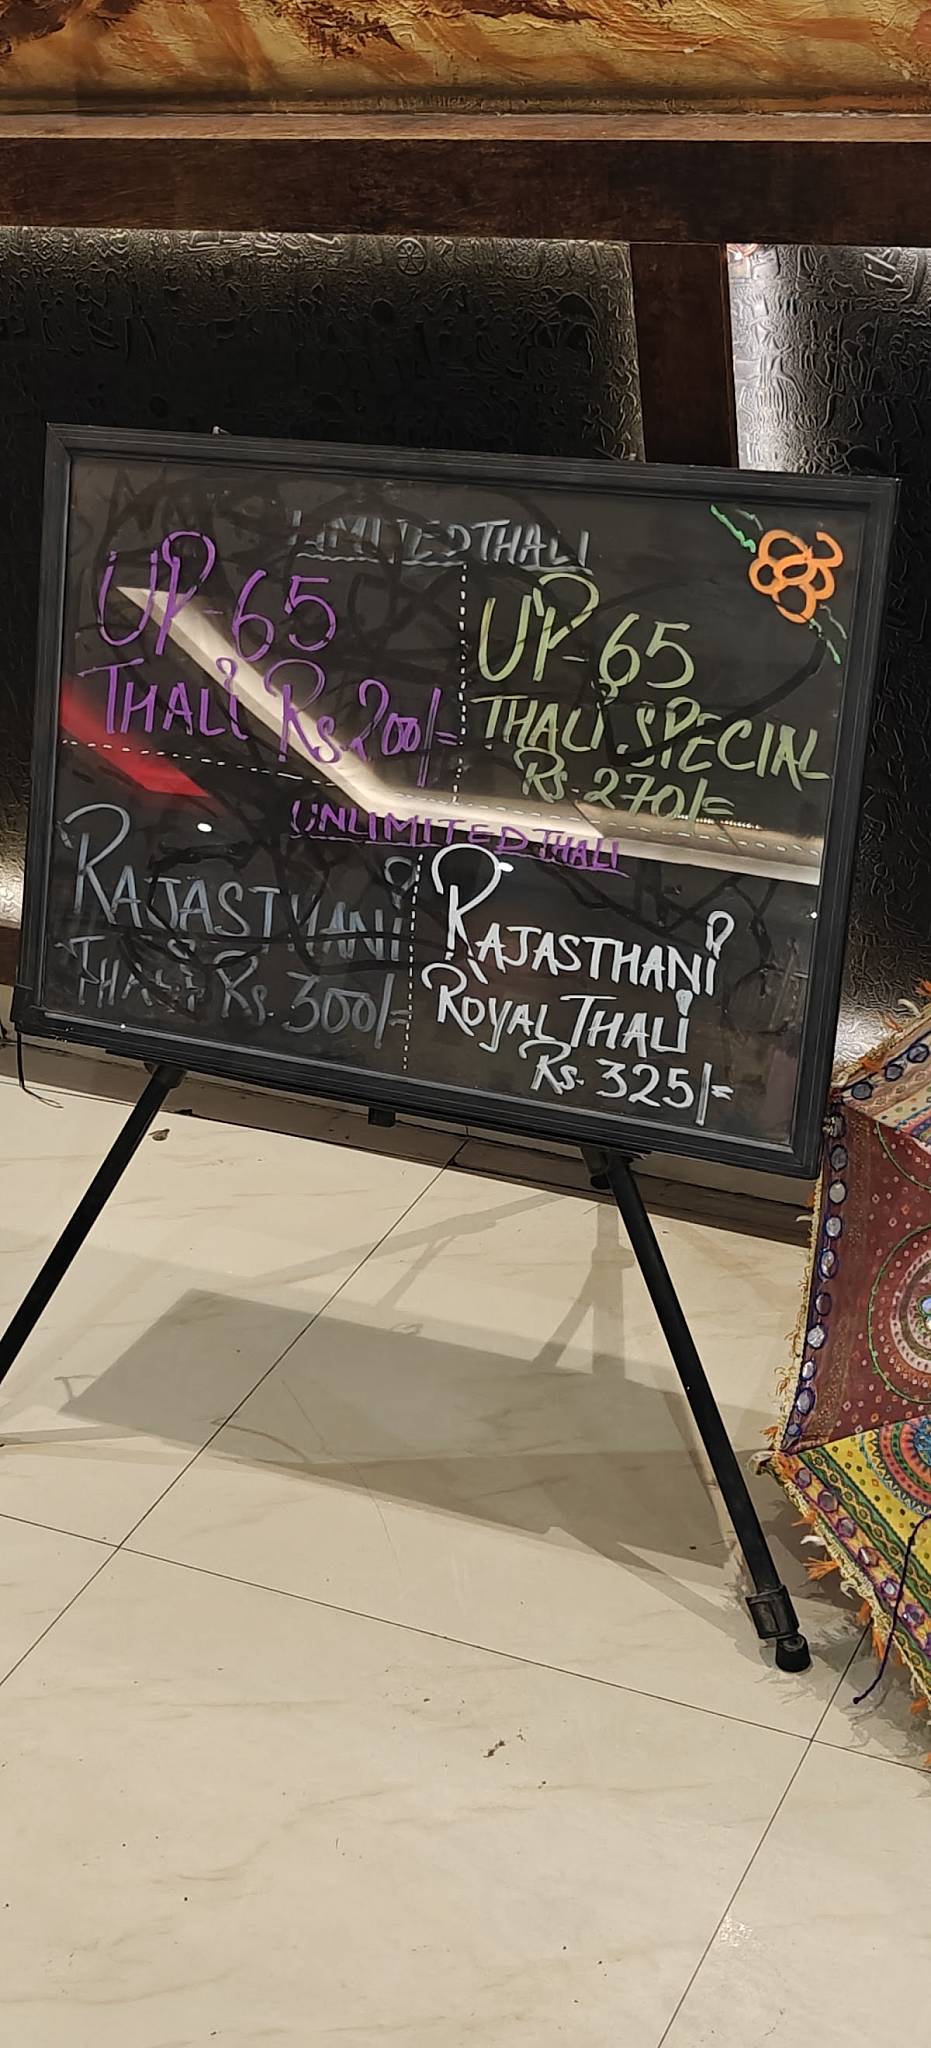 LIMITED THALI
UP-65
THALI Rs.200/=
UP-65
THALI SPECIAL
Rs.270/=
UNLIMITED THALI
RAJASTHANI
THALI Rs.300/=
RAJASTHANI
ROYAL THALI
Rs.325/=